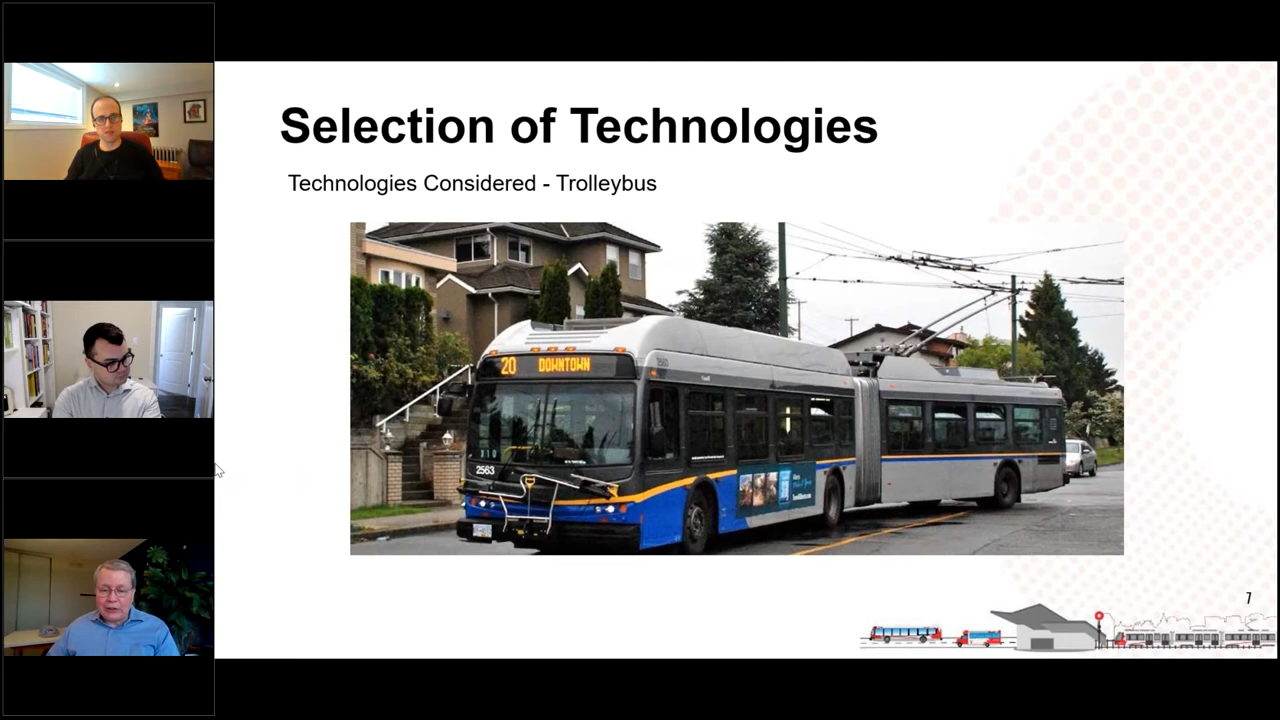 Selection of Technologies
Technologies Considered - Trolleybus
20 DOWNTOWN
2563
7